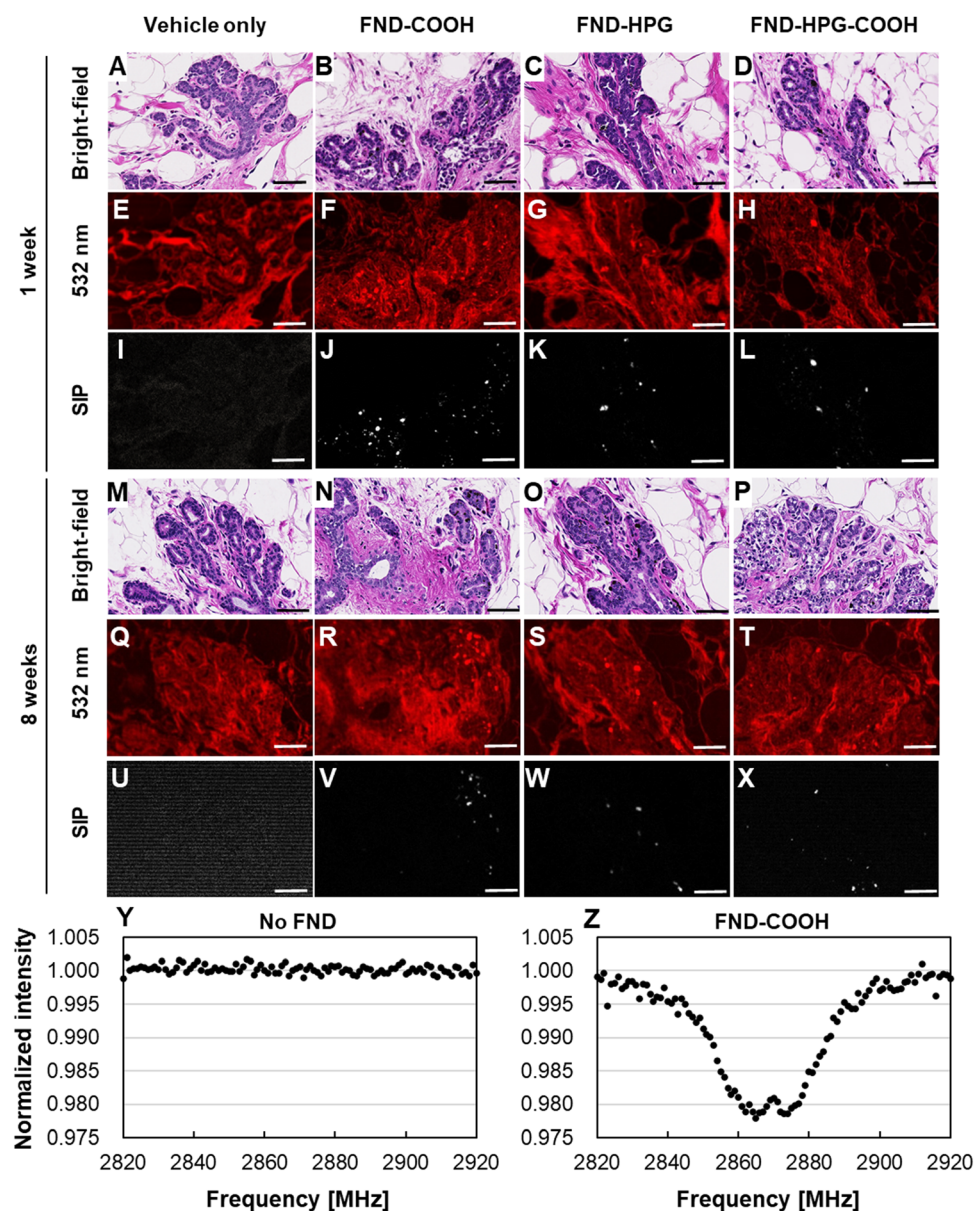 Vehicle only FND-COOH FND-HPG FND-HPG-COOH
1 week
Bright-field
A B C D
532 nm
E F G H
SIP
I J K L
8 weeks
Bright-field
M N O P
532 nm
Q R S T
SIP
U V W X
Y No FND
Normalized intensity
1.005
1.000
0.995
0.990
0.985
0.980
0.975
2820 2840 2860 2880 2900 2920
Frequency [MHz]
Z FND-COOH
1.005
1.000
0.995
0.990
0.985
0.980
0.975
2820 2840 2860 2880 2900 2920
Frequency [MHz]